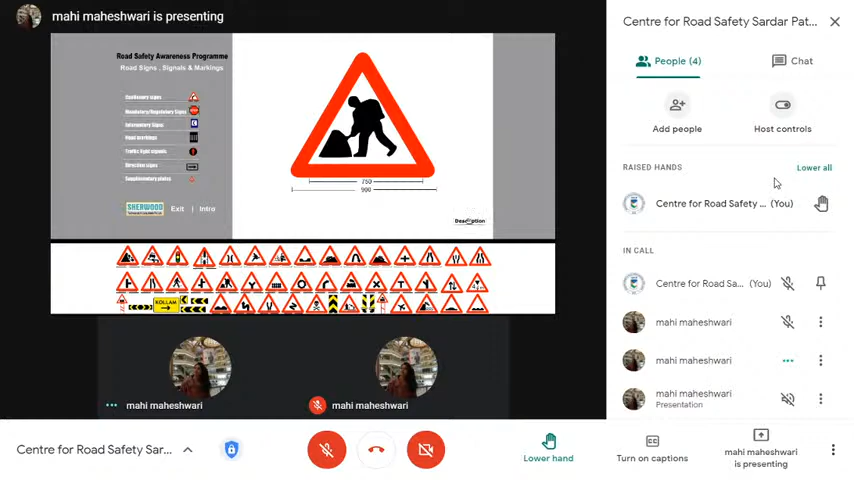 mahi maheshwari is presenting
Road Safety Awareness Programme
Road Signs , Signals & Markings
Cautionary signs
Mandatory/Regulatory Signs
Informatory Signs
Road markings
Traffic light signals
Direction signs
Supplementary plates
SHERWOOD
Exit | Intro
750
900
Description
KOLLAM
mahi maheshwari
mahi maheshwari
Centre for Road Safety Sardar Pat...
People (4)
Chat
Add people
Host controls
RAISED HANDS
Lower all
Centre for Road Safety ... (You)
IN CALL
Centre for Road Sa... (You)
mahi maheshwari
mahi maheshwari
mahi maheshwari
Presentation
Centre for Road Safety Sar...
Lower hand
Turn on captions
mahi maheshwari
is presenting